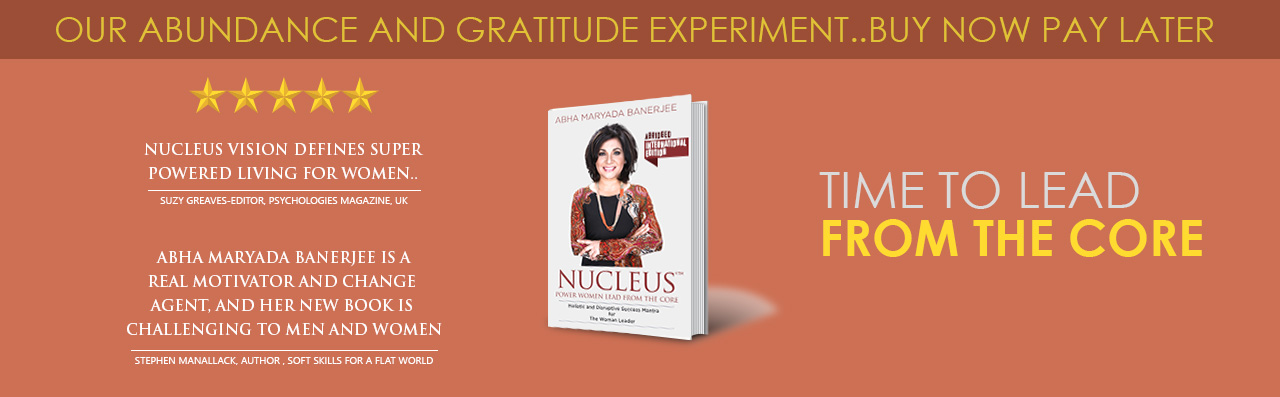 OUR ABUNDANCE AND GRATITUDE EXPERIMENT..BUY NOW PAY LATER
NUCLEUS VISION DEFINES SUPER
POWERED LIVING FOR WOMEN..
SUZY GREAVES-EDITOR, PSYCHOLOGIES MAGAZINE, UK
ABHA MARYADA BANERJEE IS A
REAL MOTIVATOR AND CHANGE
AGENT, AND HER NEW BOOK IS
CHALLENGING TO MEN AND WOMEN
STEPHEN MANALLACK, AUTHOR , SOFT SKILLS FOR A FLAT WORLD
ABHA MARYADA BANERJEE
ABRIDGED
INTERNATIONAL
EDITION
NUCLEUS
POWER WOMEN LEAD FROM THE CORE
Holistic and Disruptive Success Mantra
for
The Woman Leader
TIME TO LEAD
FROM THE CORE